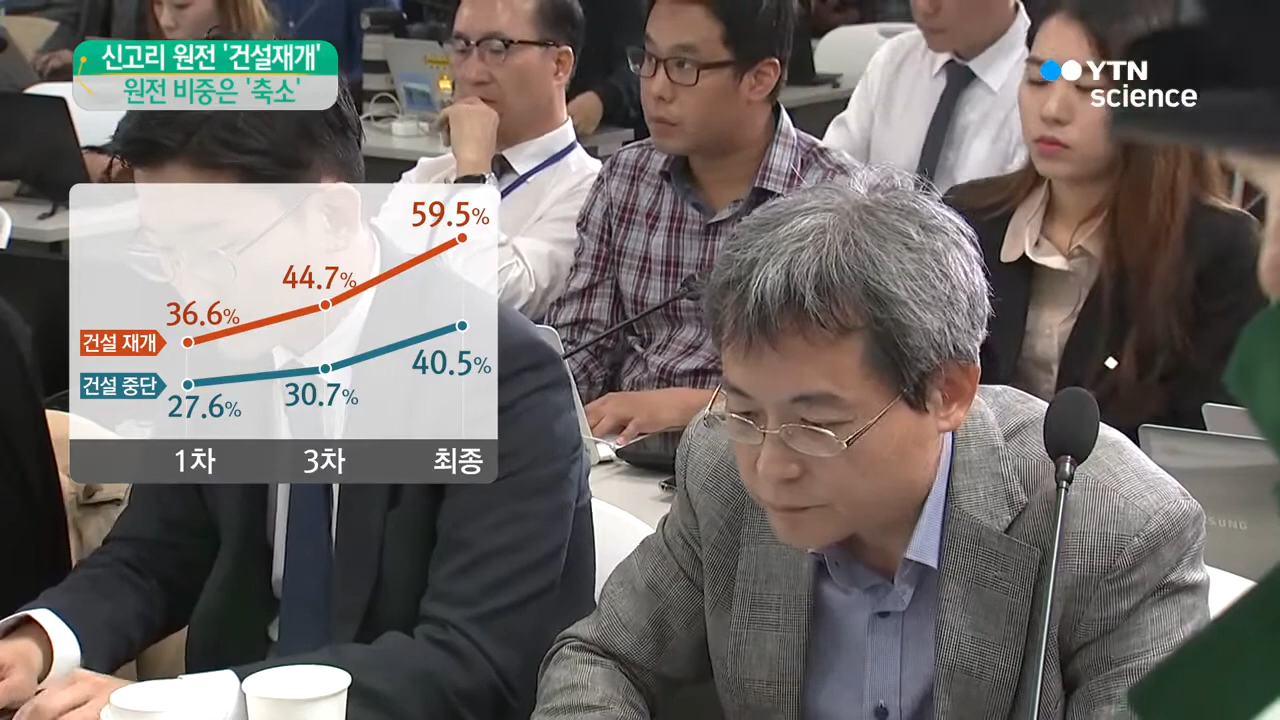 신고리 원전 '건설재개'
원전 비중은 '축소'
YTN
science
59.5%
44.7%
36.6%
건설 재개
건설 중단
40.5%
30.7%
27.6%
1차
3차
최종
SUNG